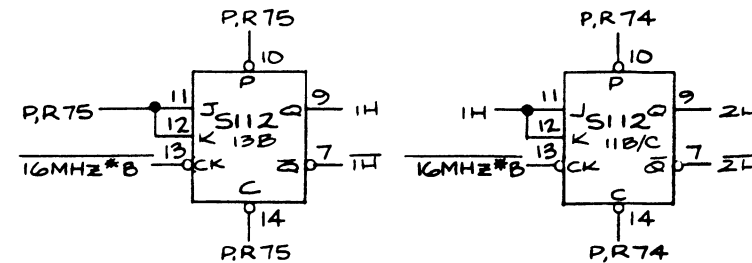 P,R75 P,R74
10 10
P P
P,R75 11 J Q 9 1H 1H 11 J Q 9 2H
S112 S112
12 K 13B 12 K 11B/C
16MHz*B 13 CK Q 7 1H 16MHz*B 13 CK Q 7 2H
C C
14 14
P,R75 P,R74